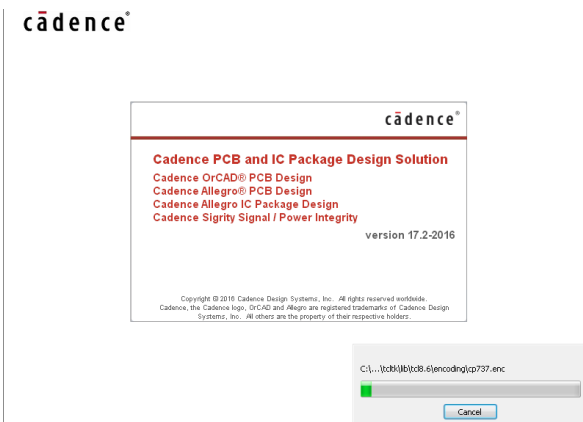 cādence®
cādence®
Cadence PCB and IC Package Design Solution
Cadence OrCAD® PCB Design
Cadence Allegro® PCB Design
Cadence Allegro IC Package Design
Cadence Sigrity Signal / Power Integrity
version 17.2-2016
Copyright © 2016 Cadence Design Systems, Inc. All rights reserved worldwide.
Cadence, the Cadence logo, OrCAD and Allegro are registered trademarks of Cadence Design
Systems, Inc. All others are the property of their respective holders.
C:\...\tcltk\lib\tcl8.6\encoding\cp737.enc
Cancel